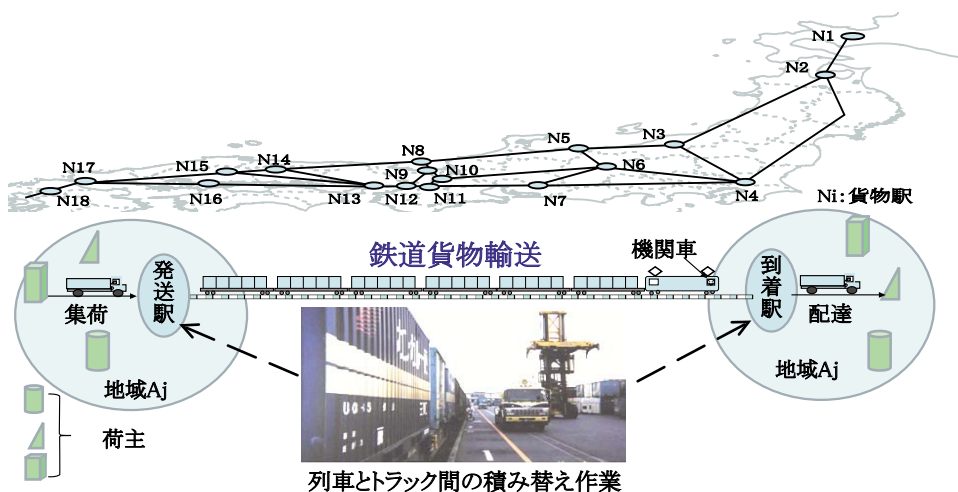 N1
N2
N3
N5
N8
N14
N15
N17
N10
N6
N9
N18
N16
N13
N12
N11
N7
N4
Ni:貨物駅
鉄道貨物輸送
機関車
発送駅
到着駅
集荷
配達
地域Aj
地域Aj
荷主
列車とトラック間の積み替え作業